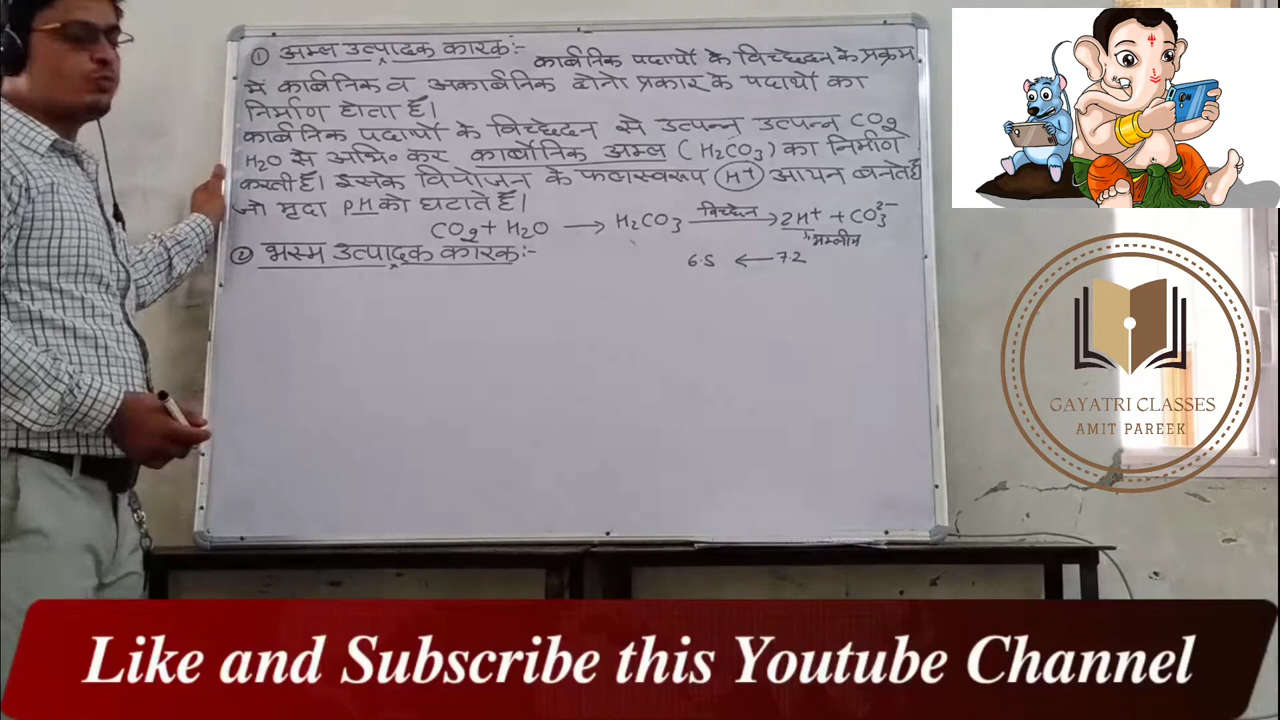 ① अम्ल उत्पादक कारक:- कार्बनिक पदार्पो के विच्छेदन के प्रक्रम
में कार्बनिक व अकार्बनिक दोनो प्रकार के पदार्थों का
निर्माण होता है।
कार्बनिक पदार्पो के विच्छेदन से उत्पन्न उत्पन्न CO2
H2O से अभि० कर कार्बोनिक अम्ल (H2CO3) का निर्माण
करती है। इसके वियोजन के फलस्वरूप H+ आयन बनते है
जो मृदा PH को घटाते है।
CO2 + H2O → H2CO3 विच्छेदन → 2H+ + CO3 2-
अम्लीय
② भस्म उत्पादक कारक:-
6.5 ← 7.2
GAYATRI CLASSES
AMIT PAREEK
Like and Subscribe this Youtube Channel